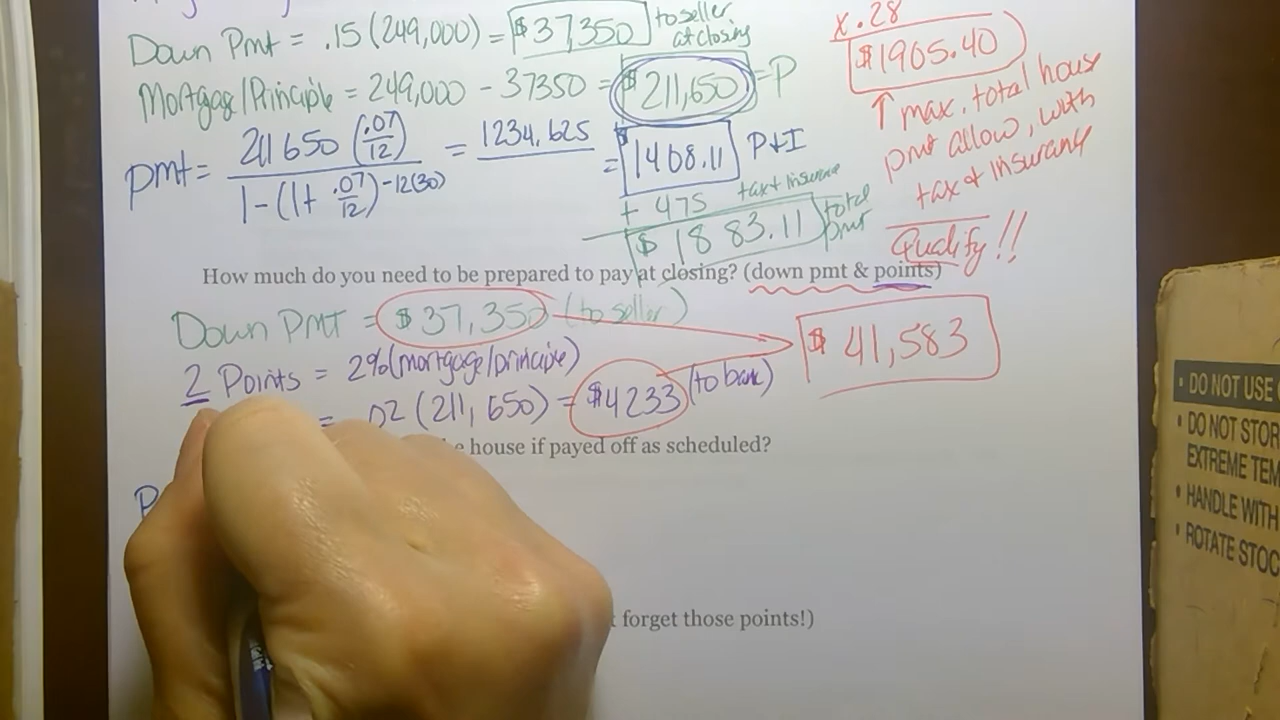 Down Pmt = .15 (249,000) = $37,350 to seller at closing
x .28
$1905.40
↑ max. total house pmt allow, with tax & insurance
Qualify!!
Mortgage/Principle = 249,000 - 37350 = $211,650 = P
pmt = 211650 (.07/12) / 1-(1+ .07/12)^-12(30) = 1234.625 = $1408.11 P+I
+ 475 tax + insurance
$1883.11 total pmt
How much do you need to be prepared to pay at closing? (down pmt & points)
Down Pmt = $37,350 (to seller)
$41,583
2 Points = 2% (mortgage/principle)
= .02 (211,650) = $4233 (to bank)
house if payed off as scheduled?
P
forget those points!)
• DO NOT USE
• DO NOT STOR
EXTREME TEM
• HANDLE WITH
• ROTATE STOC